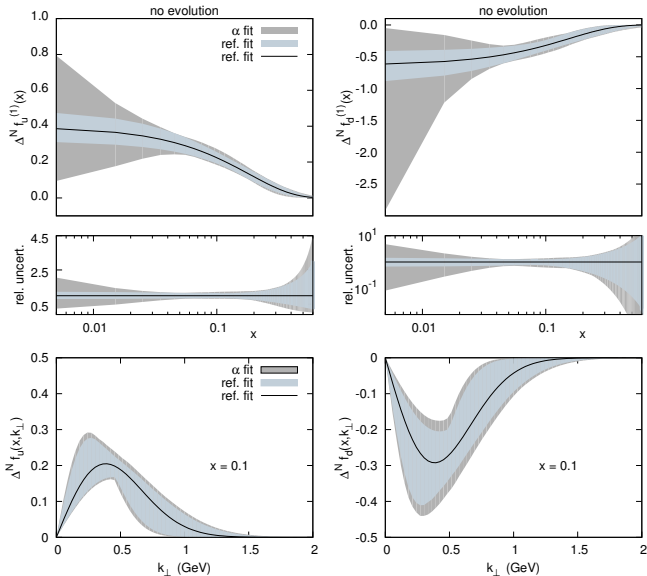 no evolution
no evolution
1.0
0.8
0.6
0.4
0.2
0.0
Δ^N f_u^(1)(x)
α fit
ref. fit
ref. fit
-0.0
-0.5
-1.0
-1.5
-2.0
-2.5
Δ^N f_d^(1)(x)
4.5
2.5
0.5
rel. uncert.
0.01
0.1
x
10^1
10^-1
rel. uncert.
0.01
0.1
x
0.5
0.4
0.3
0.2
0.1
0
Δ^N f_u(x,k_⊥)
α fit
ref. fit
ref. fit
x = 0.1
0
0.5
1
1.5
2
k_⊥ (GeV)
0
-0.1
-0.2
-0.3
-0.4
-0.5
Δ^N f_d(x,k_⊥)
x = 0.1
0
0.5
1
1.5
2
k_⊥ (GeV)